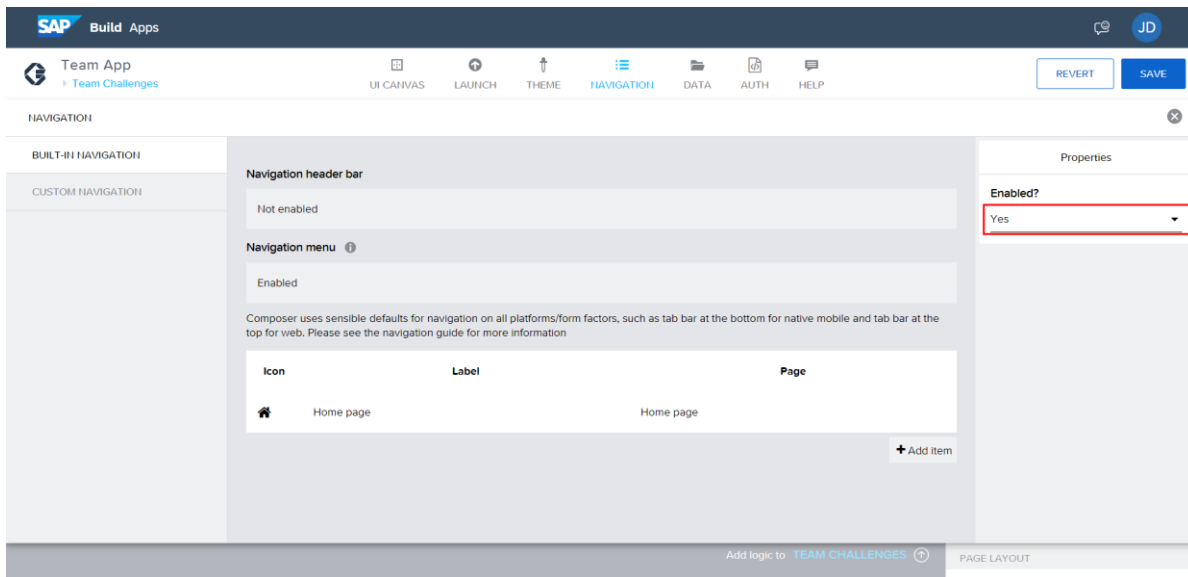 SAP Build Apps
JD
Team App
Team Challenges
UI CANVAS
LAUNCH
THEME
NAVIGATION
DATA
AUTH
HELP
REVERT
SAVE
NAVIGATION
BUILT-IN NAVIGATION
CUSTOM NAVIGATION
Navigation header bar
Not enabled
Navigation menu
Enabled
Composer uses sensible defaults for navigation on all platforms/form factors, such as tab bar at the bottom for native mobile and tab bar at the
top for web. Please see the navigation guide for more information
Icon Label Page
Home page Home page
+ Add item
Properties
Enabled?
Yes
Add logic to TEAM CHALLENGES
PAGE LAYOUT